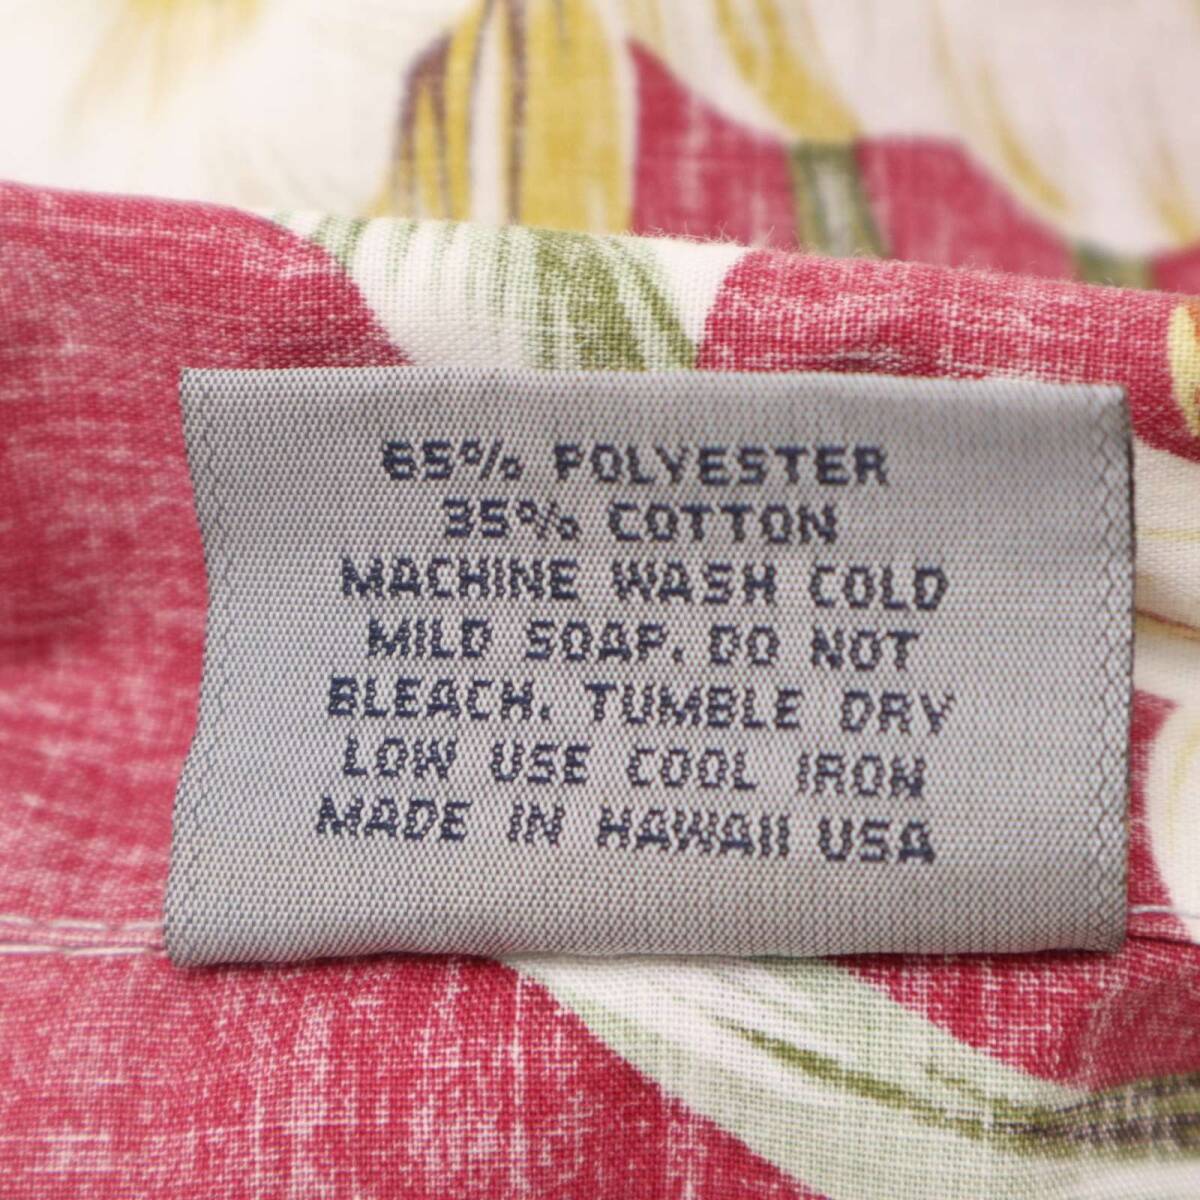 65% POLYESTER
35% COTTON
MACHINE WASH COLD
MILD SOAP. DO NOT
BLEACH. TUMBLE DRY
LOW USE COOL IRON
MADE IN HAWAII USA